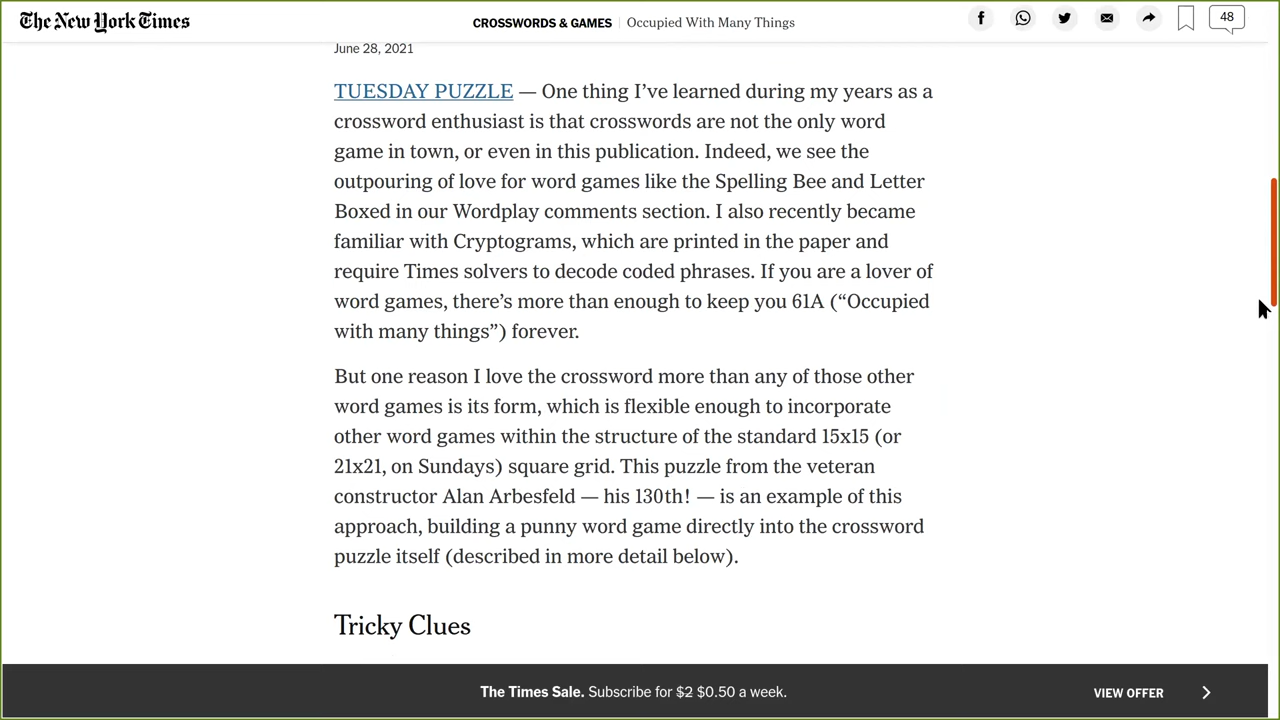 The New York Times
CROSSWORDS & GAMES | Occupied With Many Things
48
June 28, 2021
TUESDAY PUZZLE — One thing I’ve learned during my years as a
crossword enthusiast is that crosswords are not the only word
game in town, or even in this publication. Indeed, we see the
outpouring of love for word games like the Spelling Bee and Letter
Boxed in our Wordplay comments section. I also recently became
familiar with Cryptograms, which are printed in the paper and
require Times solvers to decode coded phrases. If you are a lover of
word games, there’s more than enough to keep you 61A (“Occupied
with many things”) forever.
But one reason I love the crossword more than any of those other
word games is its form, which is flexible enough to incorporate
other word games within the structure of the standard 15x15 (or
21x21, on Sundays) square grid. This puzzle from the veteran
constructor Alan Arbesfeld — his 130th! — is an example of this
approach, building a punny word game directly into the crossword
puzzle itself (described in more detail below).
Tricky Clues
The Times Sale. Subscribe for $2 $0.50 a week.
VIEW OFFER